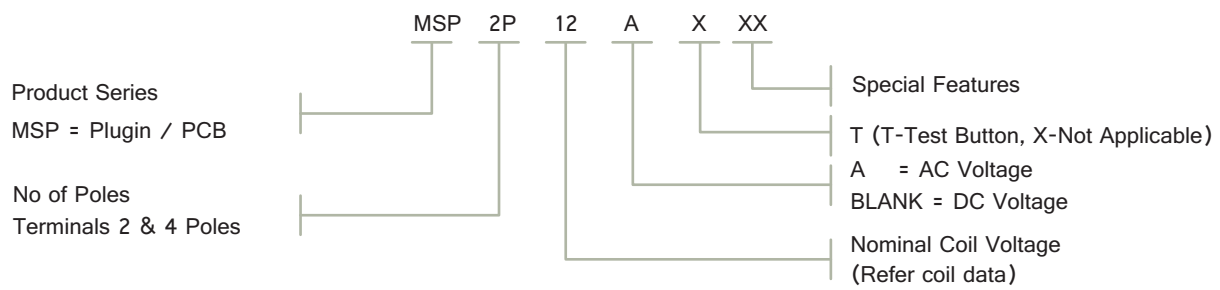 MSP 2P 12 A X XX
Product Series
MSP = Plugin / PCB
No of Poles
Terminals 2 & 4 Poles
Special Features
T (T-Test Button, X-Not Applicable)
A = AC Voltage
BLANK = DC Voltage
Nominal Coil Voltage
(Refer coil data)